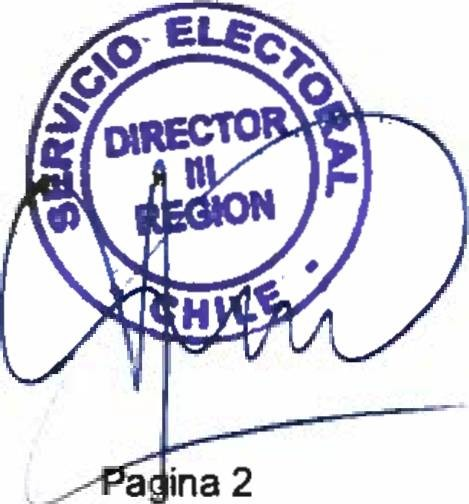 SERVICIO ELECTORAL
DIRECTOR
III
REGION
CHILE
Pagina 2